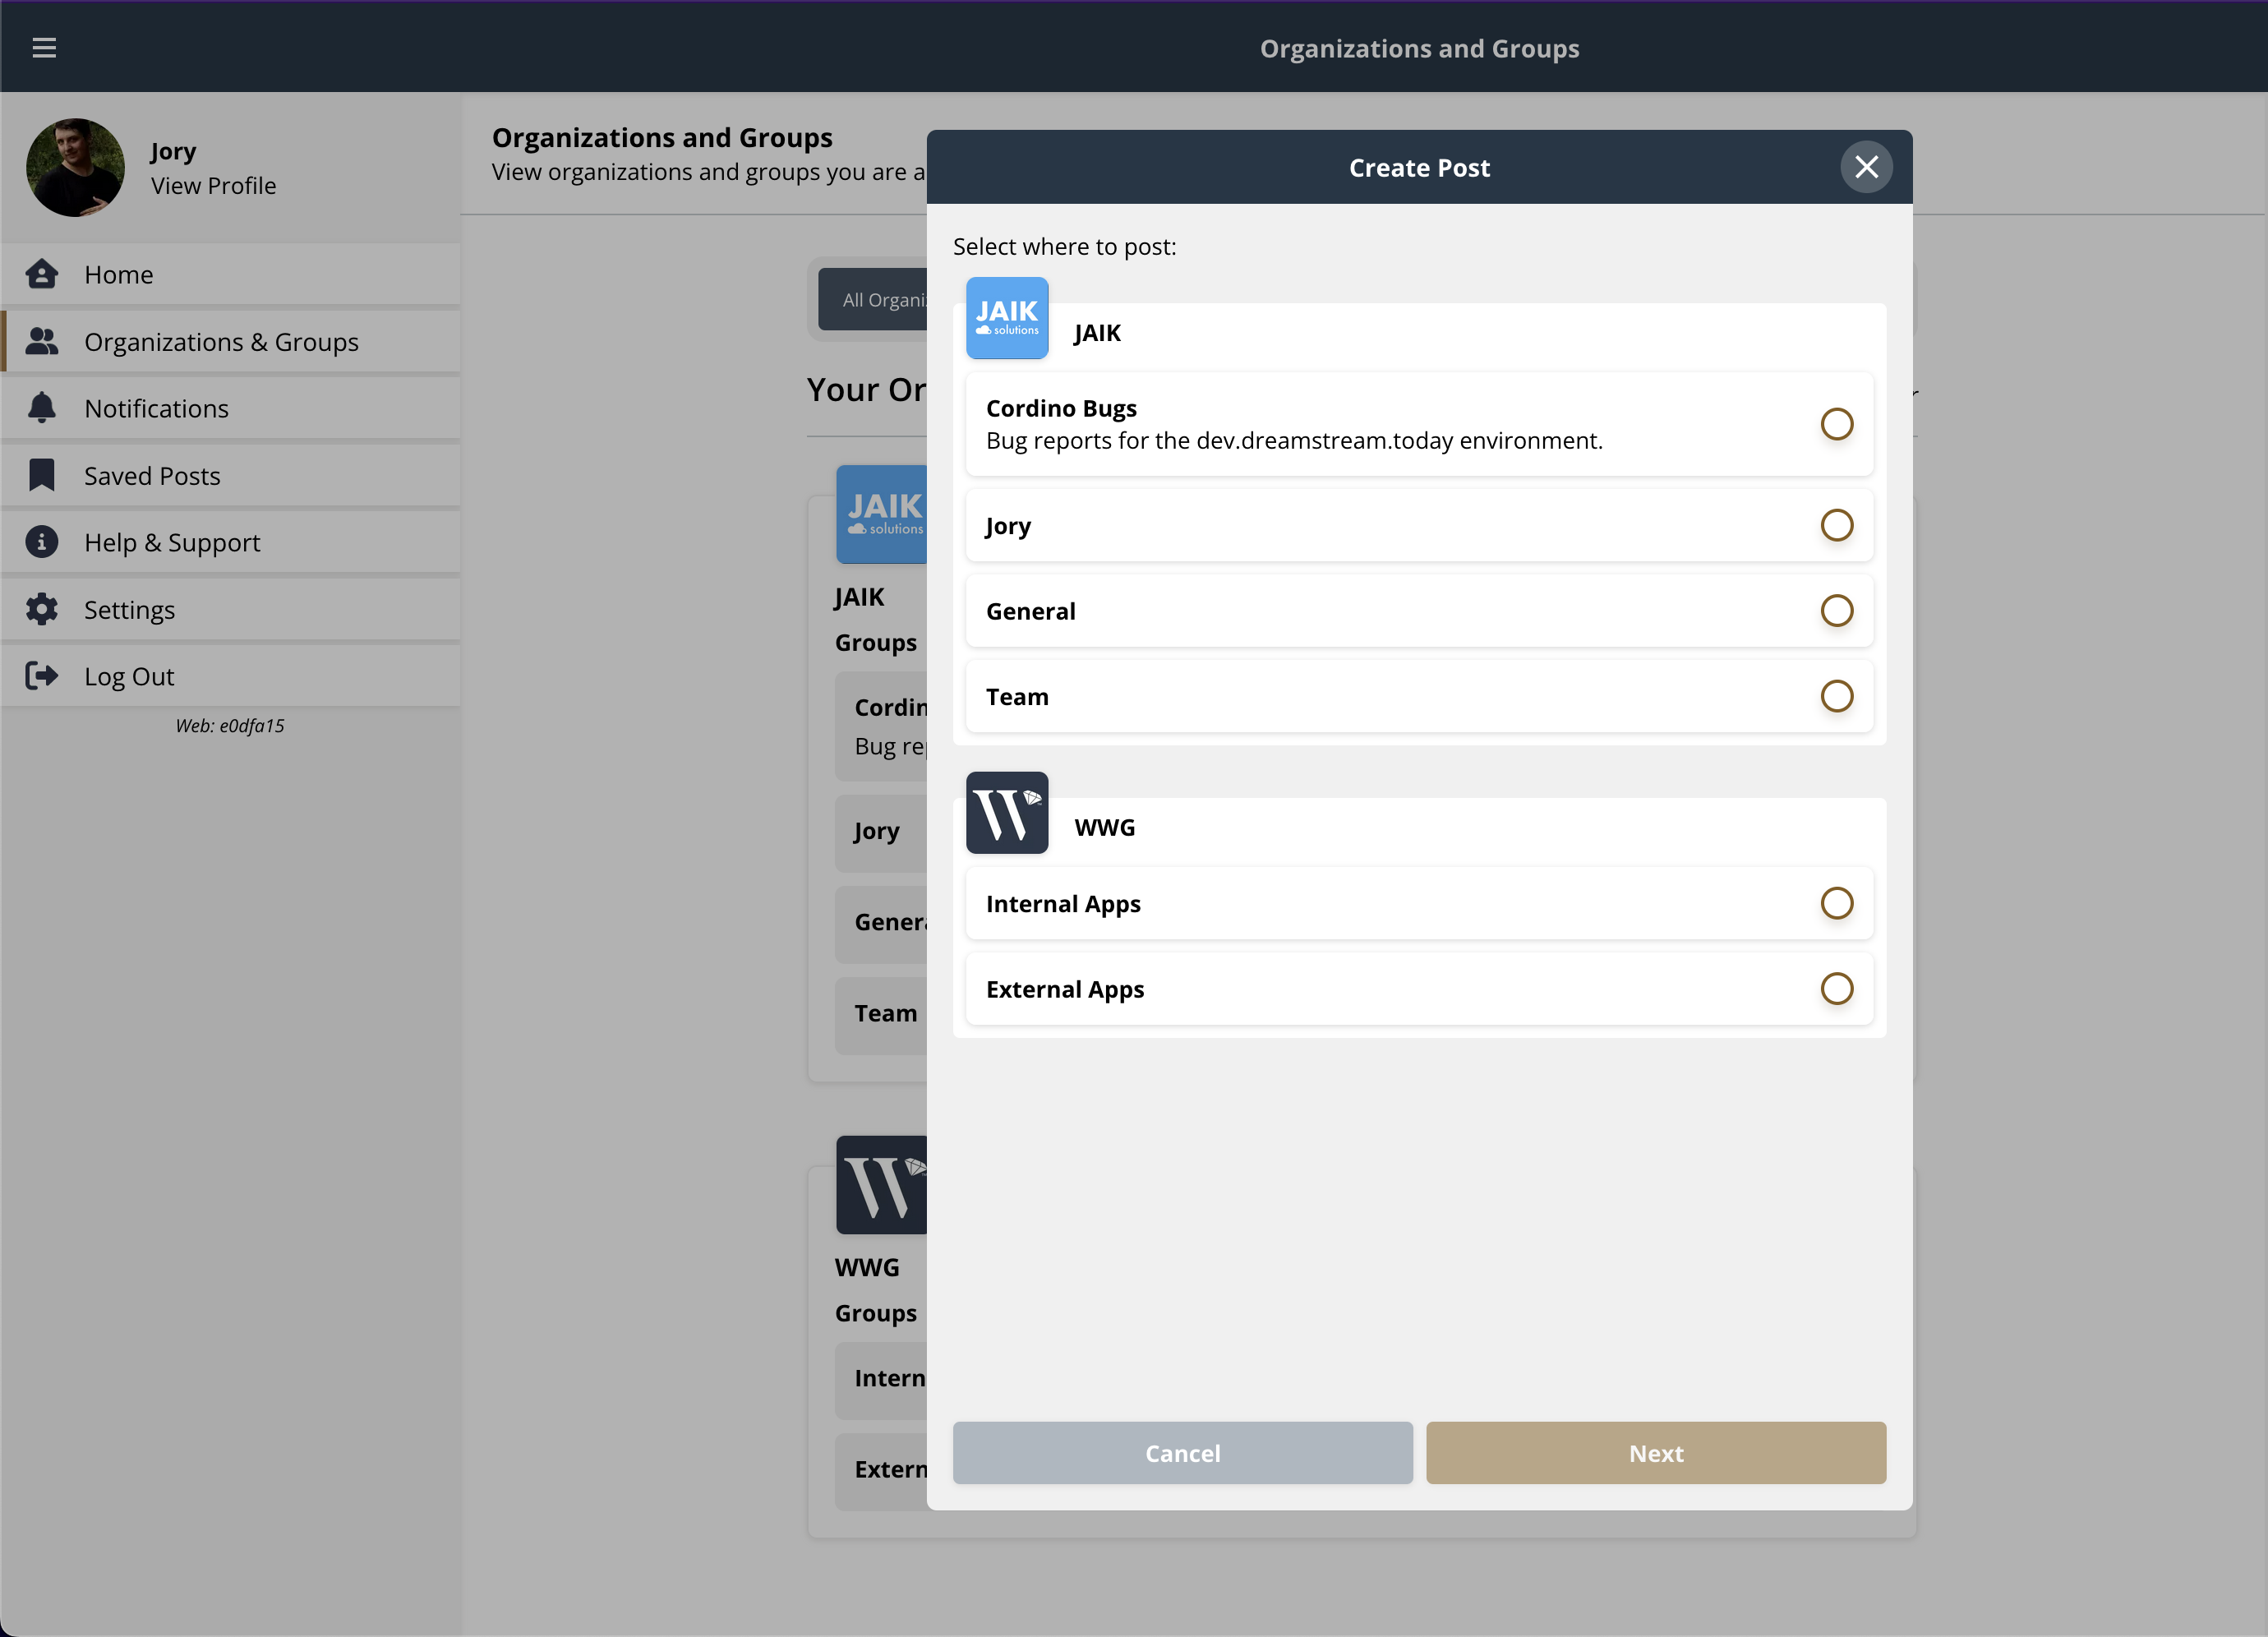 Organizations and Groups
Jory
View Profile
Home
Organizations & Groups
Notifications
Saved Posts
Help & Support
Settings
Log Out
Web: e0dfa15
Organizations and Groups
View organizations and groups you are a
All Organi
Your Or
JAIK
solutions
JAIK
Groups
Cordin
Bug rep
Jory
Genera
Team
WWG
Groups
Intern
Extern
Create Post
Select where to post:
JAIK
solutions
JAIK
Cordino Bugs
Bug reports for the dev.dreamstream.today environment.
Jory
General
Team
W
WWG
Internal Apps
External Apps
Cancel
Next